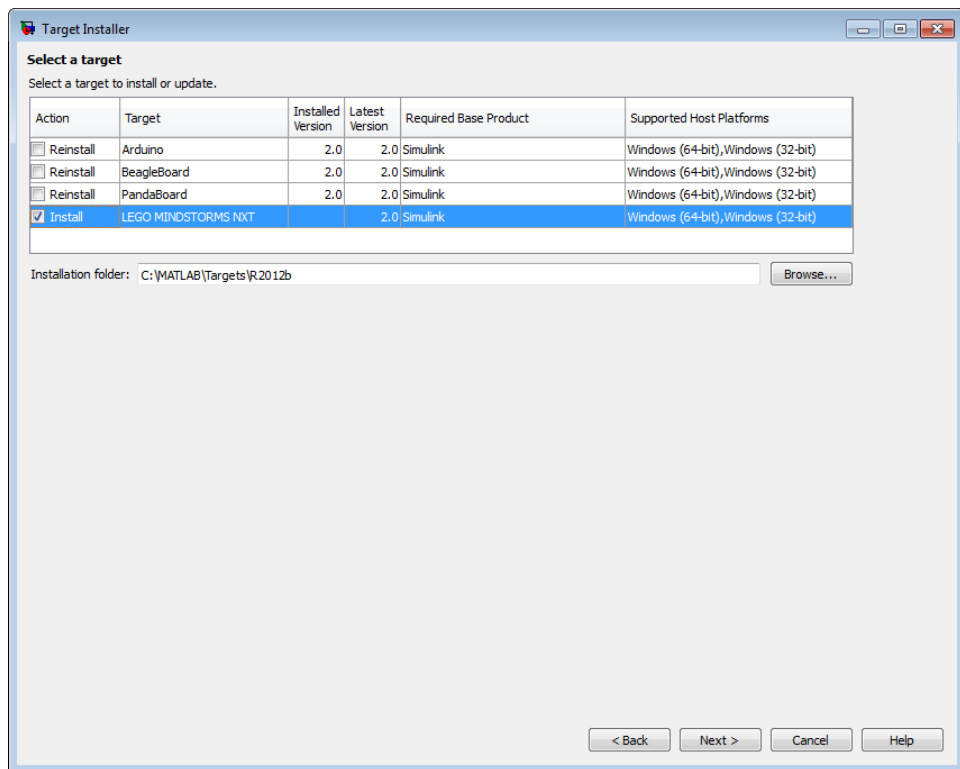 Target Installer
Select a target
Select a target to install or update.
Action Target Installed Version Latest Version Required Base Product Supported Host Platforms
Reinstall Arduino 2.0 2.0 Simulink Windows (64-bit),Windows (32-bit)
Reinstall BeagleBoard 2.0 2.0 Simulink Windows (64-bit),Windows (32-bit)
Reinstall PandaBoard 2.0 2.0 Simulink Windows (64-bit),Windows (32-bit)
Install LEGO MINDSTORMS NXT 2.0 Simulink Windows (64-bit),Windows (32-bit)
Installation folder: C:\MATLAB\Targets\R2012b Browse...
< Back Next > Cancel Help